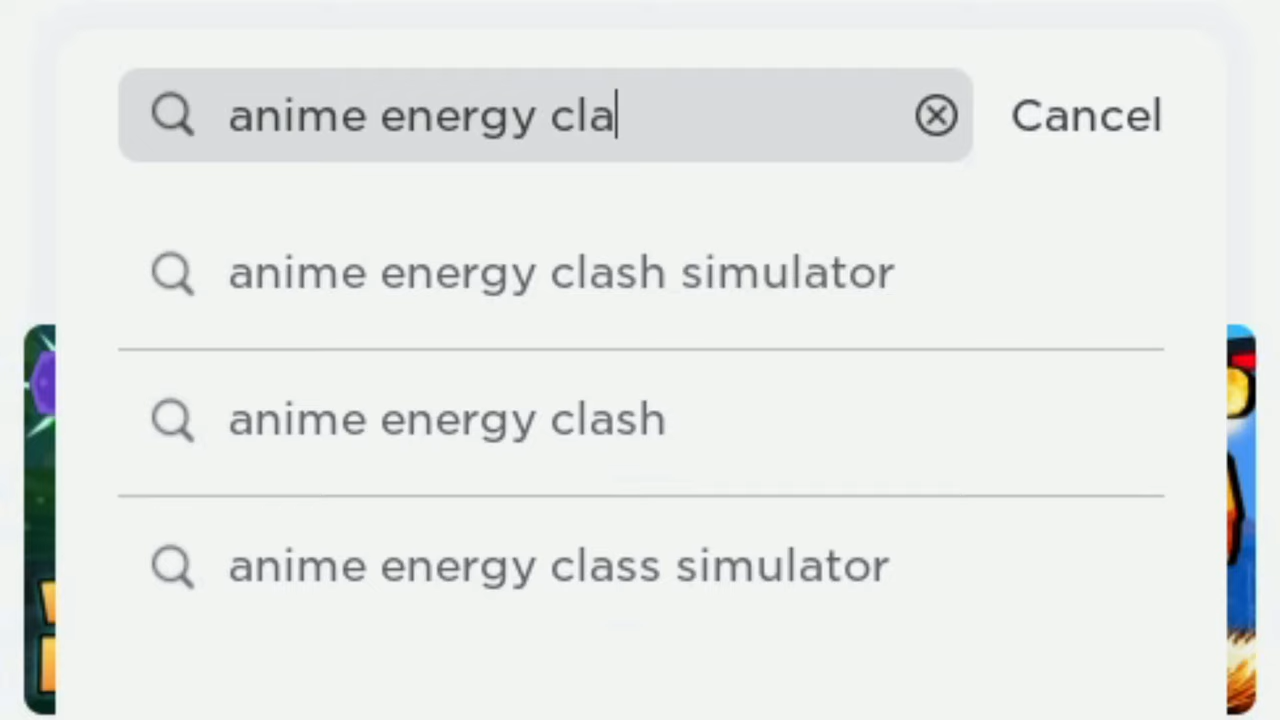 anime energy cla
Cancel
anime energy clash simulator
anime energy clash
anime energy class simulator